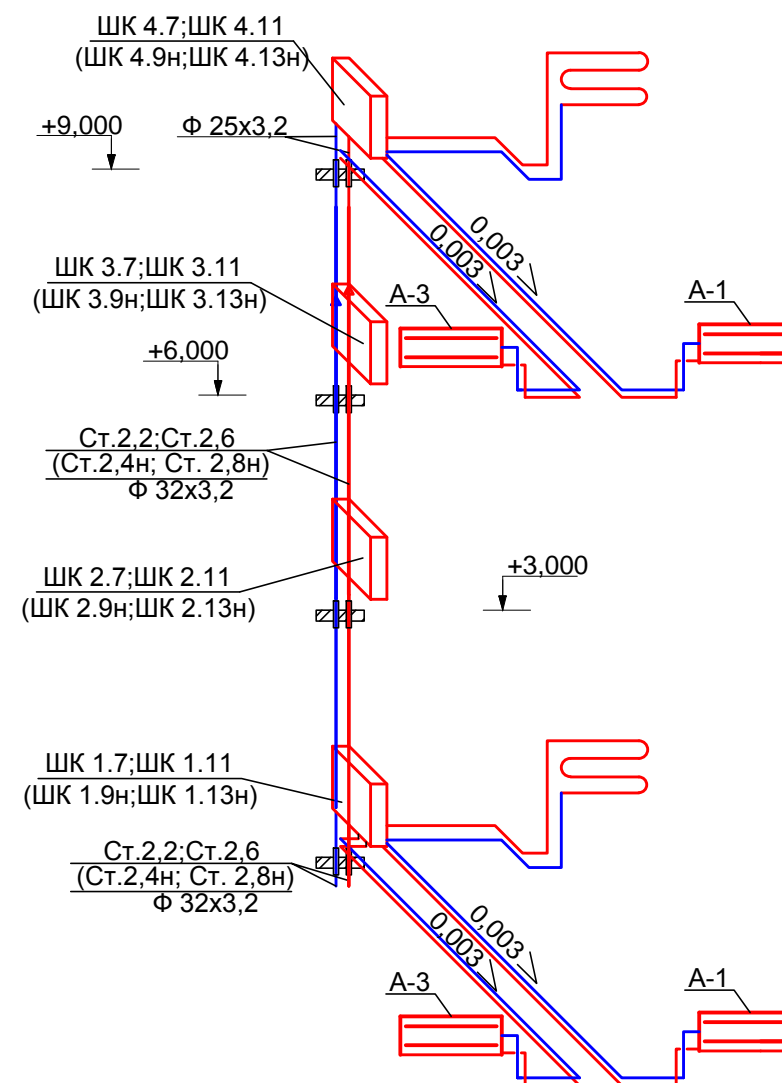 ШК 4.7;ШК 4.11
(ШК 4.9н;ШК 4.13н)
+9,000
Ф 25х3,2
0,003
0,003
ШК 3.7;ШК 3.11
(ШК 3.9н;ШК 3.13н)
А-3
А-1
+6,000
Ст.2,2;Ст.2,6
(Ст.2,4н; Ст. 2,8н)
Ф 32х3,2
+3,000
ШК 2.7;ШК 2.11
(ШК 2.9н;ШК 2.13н)
ШК 1.7;ШК 1.11
(ШК 1.9н;ШК 1.13н)
Ст.2,2;Ст.2,6
(Ст.2,4н; Ст. 2,8н)
Ф 32х3,2
0,003
0,003
А-3
А-1